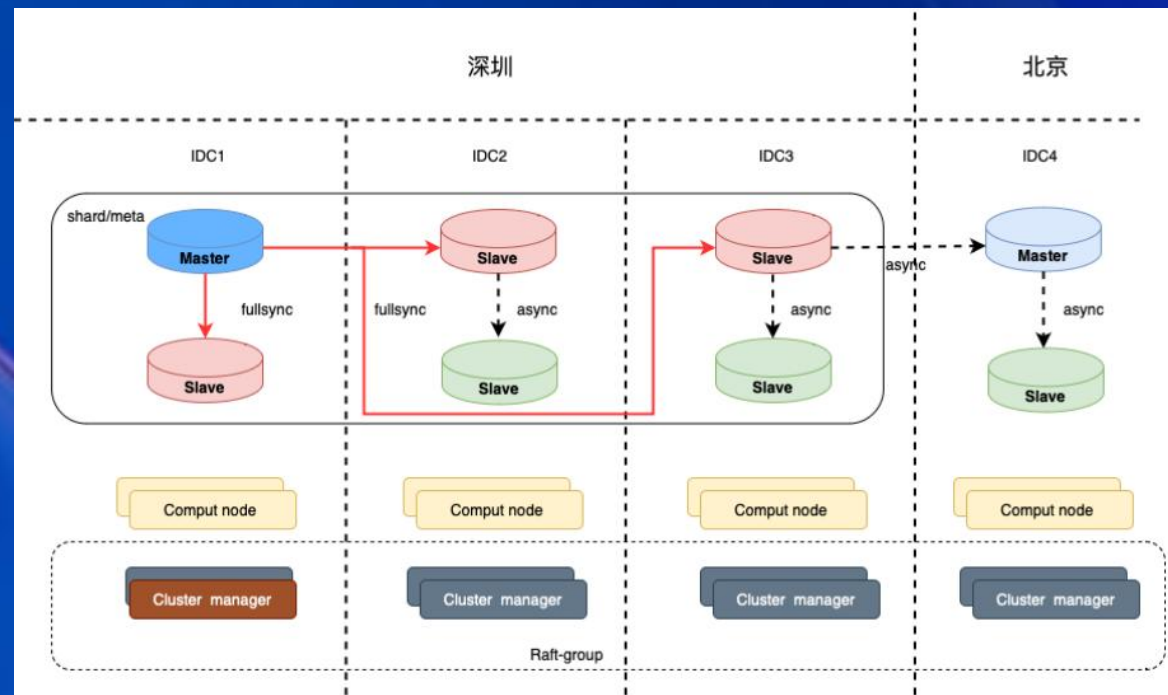 深圳
北京
IDC1
IDC2
IDC3
IDC4
shard/meta
Master
Slave
Slave
Master
async
fullsync
fullsync
async
async
async
Slave
Slave
Slave
Slave
Comput node
Comput node
Comput node
Comput node
Cluster manager
Cluster manager
Cluster manager
Cluster manager
Raft-group